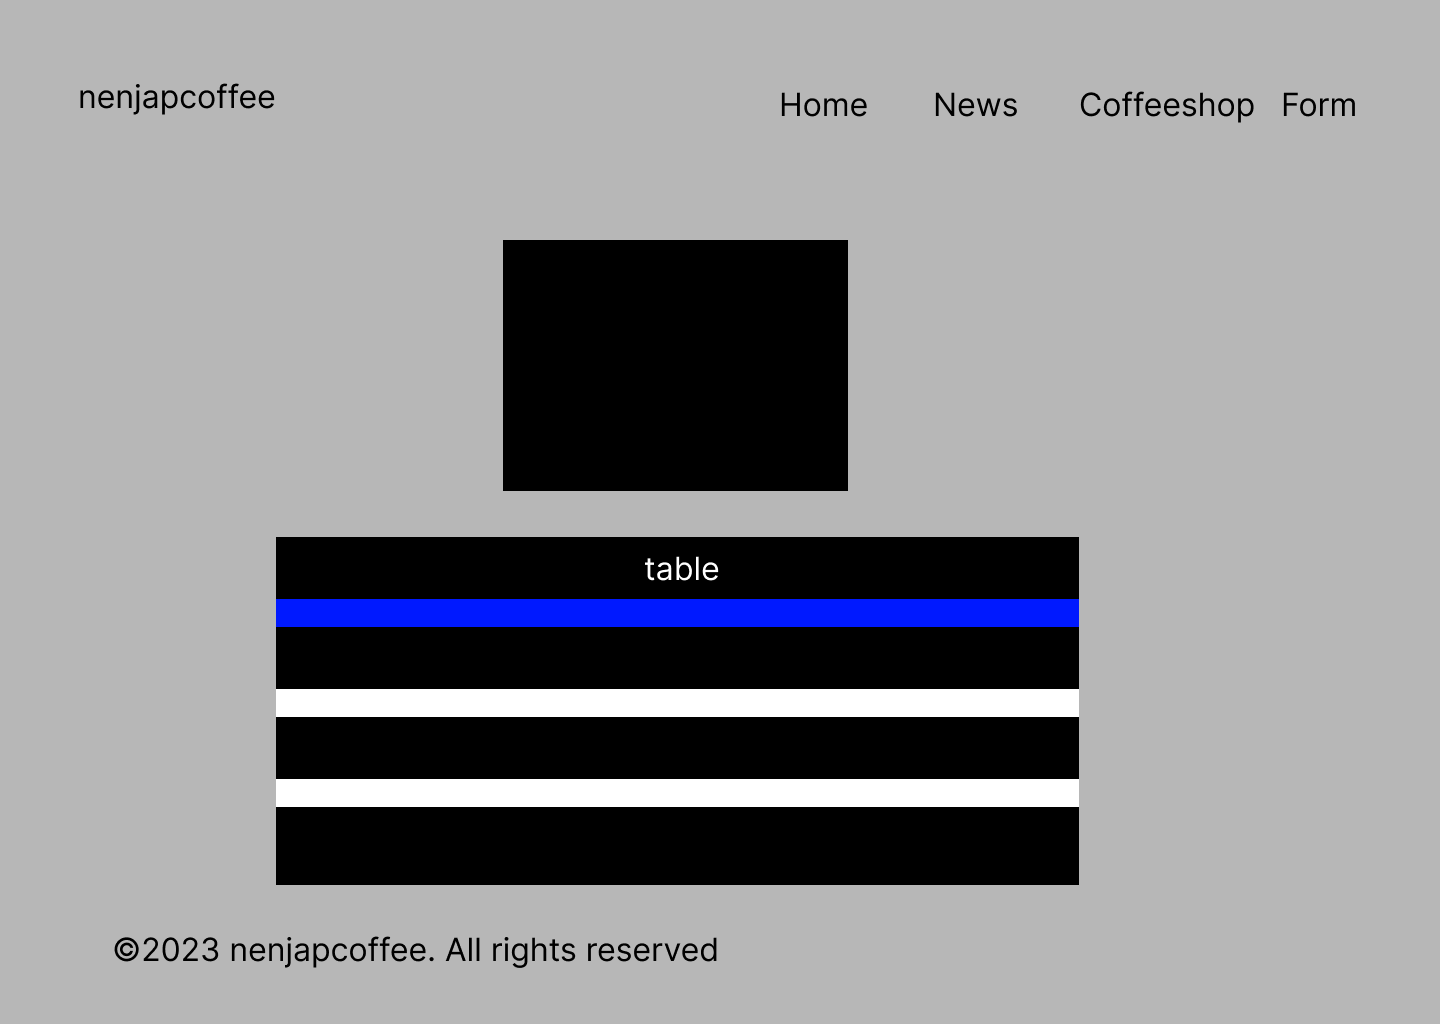 nenjapcoffee
Home News Coffeeshop Form
table
©2023 nenjapcoffee. All rights reserved